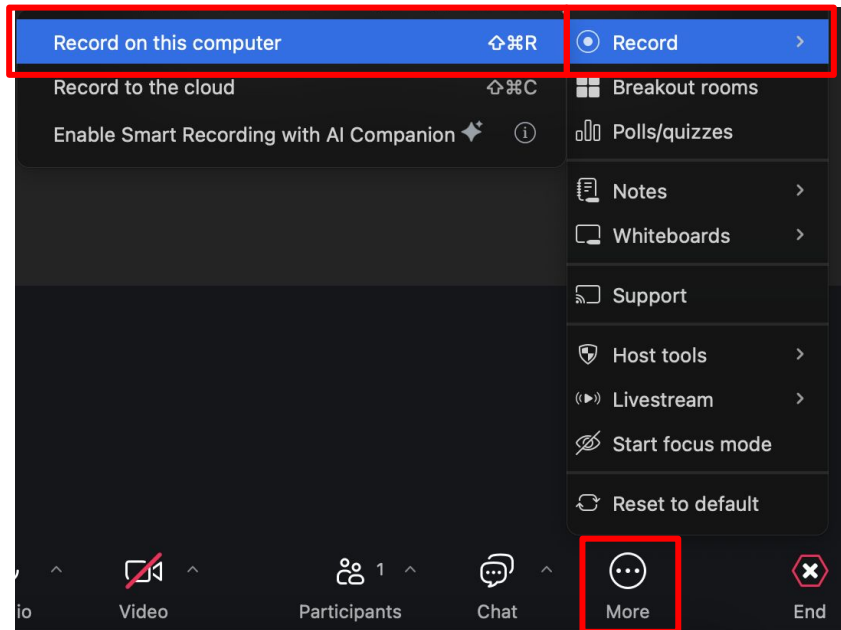 Record on this computer ⇧⌘R
Record to the cloud ⇧⌘C
Enable Smart Recording with AI Companion
Record
Breakout rooms
Polls/quizzes
Notes
Whiteboards
Support
Host tools
Livestream
Start focus mode
Reset to default
io Video Participants 1 Chat More End